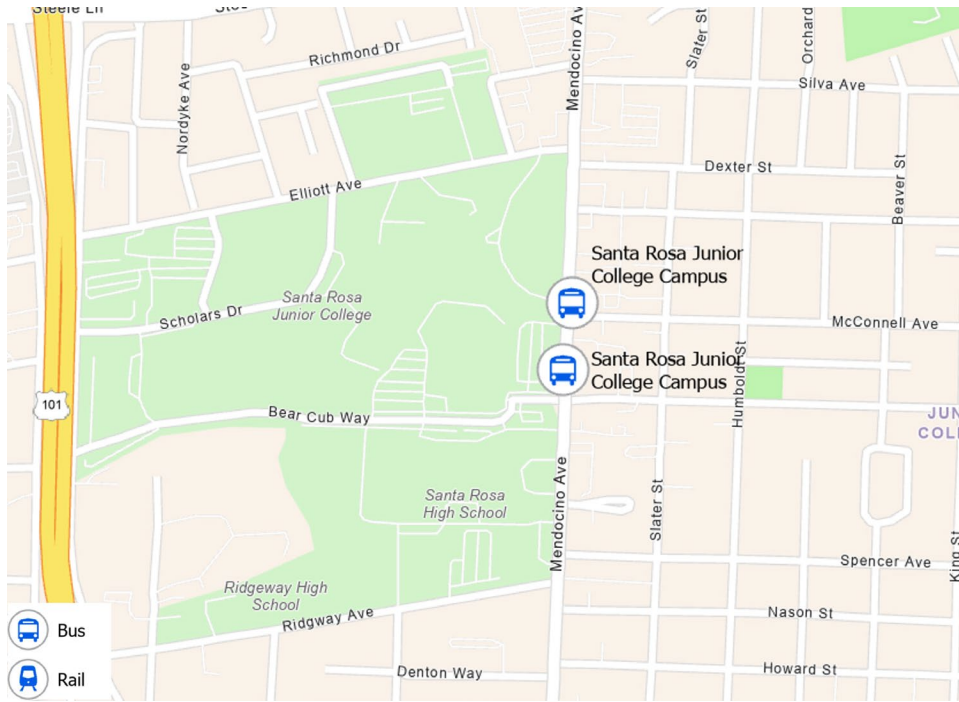 Steele Ln
Richmond Dr
Nordyke Ave
Mendocino Av
Slater St
Orchard
Silva Ave
Dexter St
Beaver St
Elliott Ave
Santa Rosa Junior
College Campus
Santa Rosa
Junior College
Scholars Dr
McConnell Ave
Santa Rosa Junior
College Campus
Humboldt St
101
Bear Cub Way
JUN
COLL
Santa Rosa
High School
Mendocino Ave
Slater St
Spencer Ave
King St
Ridgeway High
School
Ridgway Ave
Nason St
Bus
Denton Way
Howard St
Rail